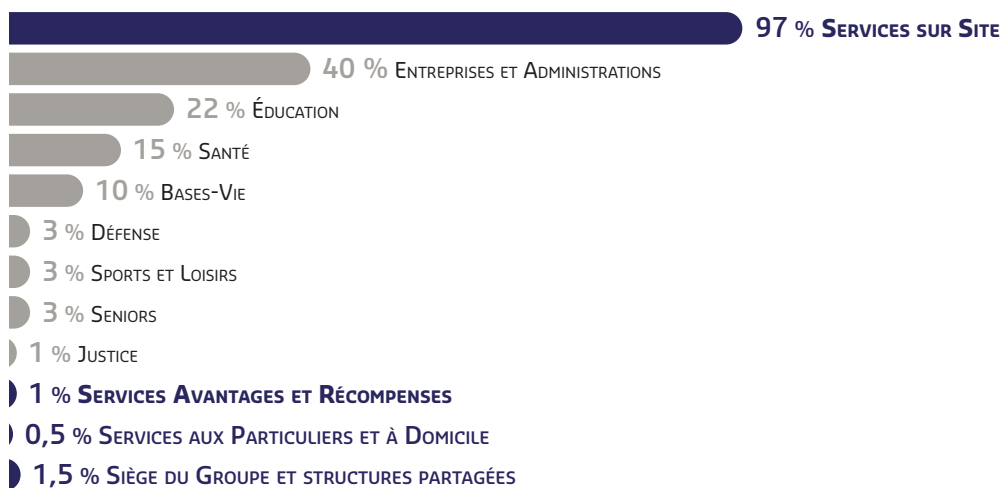 97 % Services sur Site
40 % Entreprises et Administrations
22 % Éducation
15 % Santé
10 % Bases-Vie
3 % Défense
3 % Sports et Loisirs
3 % Seniors
1 % Justice
1 % Services Avantages et Récompenses
0,5 % Services aux Particuliers et à Domicile
1,5 % Siège du Groupe et structures partagées